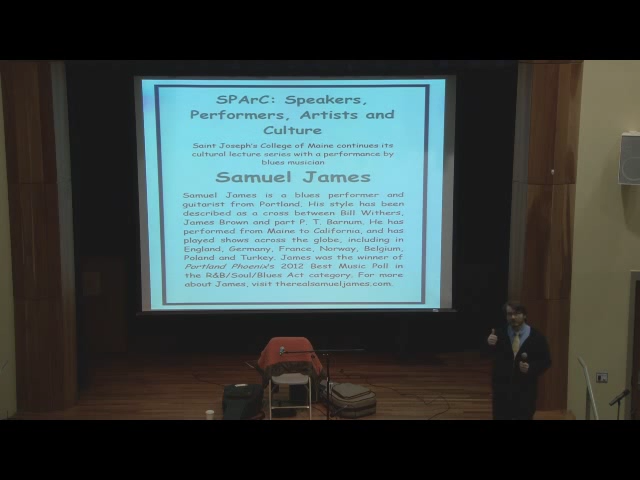 SPArC: Speakers,
Performers, Artists and
Culture
Saint Joseph's College of Maine continues its
cultural lecture series with a performance by
blues musician
Samuel James
Samuel James is a blues performer and
guitarist from Portland. His style has been
described as a cross between Bill Withers,
James Brown and part P. T. Barnum. He has
performed from Maine to California, and has
played shows across the globe, including in
England, Germany, France, Norway, Belgium,
Poland and Turkey. James was the winner of
Portland Phoenix's 2012 Best Music Poll in
the R&B/Soul/Blues Act category. For more
about James, visit therealsamueljames.com.